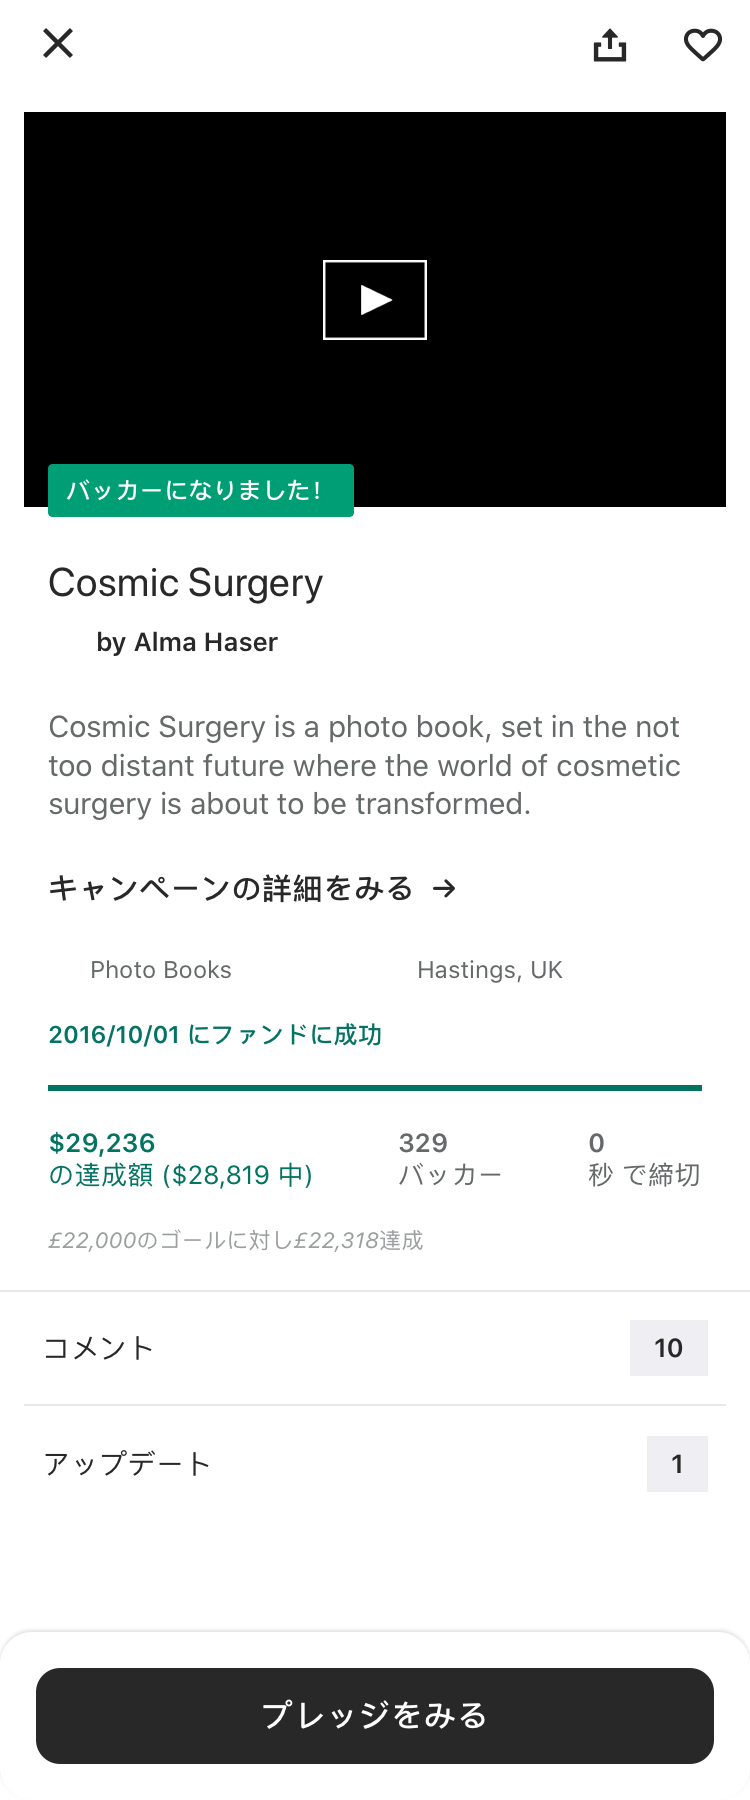 バッカーになりました！
Cosmic Surgery
by Alma Haser
Cosmic Surgery is a photo book, set in the not
too distant future where the world of cosmetic
surgery is about to be transformed.
キャンペーンの詳細をみる →
Photo Books
Hastings, UK
2016/10/01 にファンドに成功
$29,236
の達成額 ($28,819 中)
329
バッカー
0
秒 で締切
£22,000のゴールに対し£22,318達成
コメント
10
アップデート
1
プレッジをみる